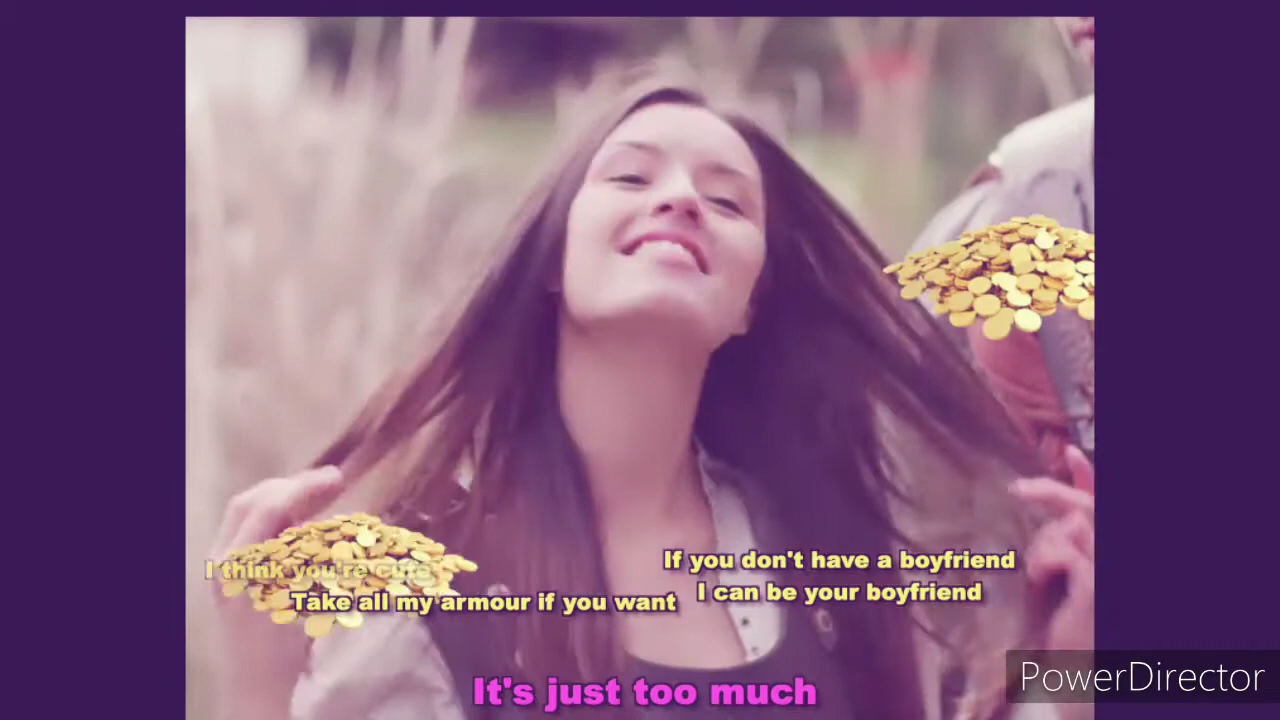 I think you're cute
Take all my armour if you want
If you don't have a boyfriend
I can be your boyfriend
It's just too much
PowerDirector